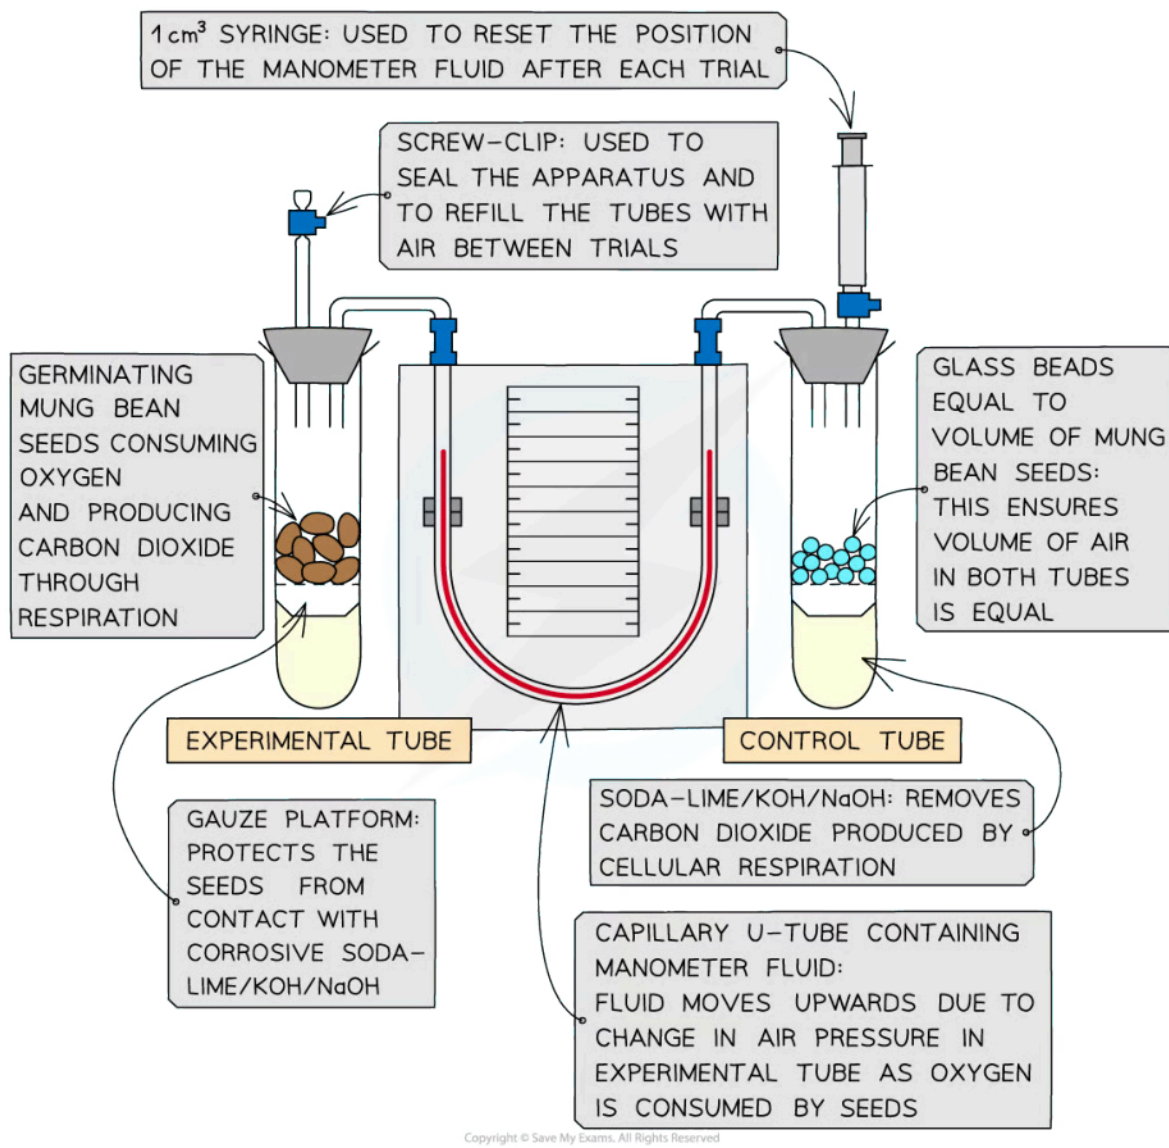 1cm³ SYRINGE: USED TO RESET THE POSITION
OF THE MANOMETER FLUID AFTER EACH TRIAL
SCREW-CLIP: USED TO
SEAL THE APPARATUS AND
TO REFILL THE TUBES WITH
AIR BETWEEN TRIALS
GERMINATING
MUNG BEAN
SEEDS CONSUMING
OXYGEN
AND PRODUCING
CARBON DIOXIDE
THROUGH
RESPIRATION
GLASS BEADS
EQUAL TO
VOLUME OF MUNG
BEAN SEEDS:
THIS ENSURES
VOLUME OF AIR
IN BOTH TUBES
IS EQUAL
EXPERIMENTAL TUBE
CONTROL TUBE
GAUZE PLATFORM:
PROTECTS THE
SEEDS FROM
CONTACT WITH
CORROSIVE SODA-
LIME/KOH/NaOH
SODA-LIME/KOH/NaOH: REMOVES
CARBON DIOXIDE PRODUCED BY
CELLULAR RESPIRATION
CAPILLARY U-TUBE CONTAINING
MANOMETER FLUID:
FLUID MOVES UPWARDS DUE TO
CHANGE IN AIR PRESSURE IN
EXPERIMENTAL TUBE AS OXYGEN
IS CONSUMED BY SEEDS
Copyright © Save My Exams. All Rights Reserved